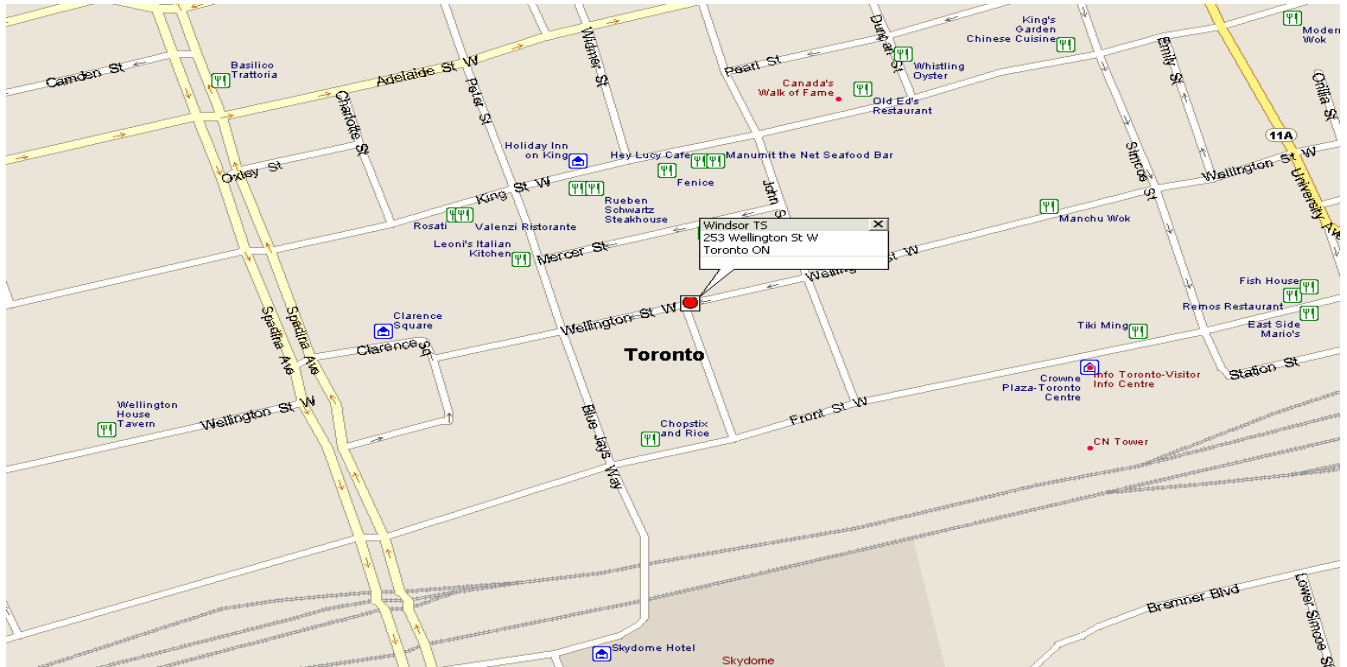 King's
Garden
Chinese Cuisine
Modern
Wok
Duncan St
Widmer St
Emily St
Whistling
Oyster
Basilico
Trattoria
Camden St
Adelaide St W
Pearl St
Canada's
Walk of Fame
Old Ed's
Restaurant
Orillia St
Peter St
Charlotte St
11A
Simcoe St
Holiday Inn
on King
Hey Lucy Cafe
Manumit the Net Seafood Bar
Wellington St W
Oxley St
Fenice
King St W
John S
University Ave
Rueben
Schwartz
Steakhouse
Rosati
Valenzi Ristorante
Manchu Wok
Windsor TS
253 Wellington St W
Toronto ON
Leoni's Italian
Kitchen
Mercer St
Wellington St W
Fish House
Remos Restaurant
Clarence
Square
Spadina Ave
Spadina Ave
Wellington St W
Tiki Ming
East Side
Mario's
Clarence Sq
Toronto
Crowne
Plaza-Toronto
Centre
Info Toronto-Visitor
Info Centre
Station St
Wellington
House
Tavern
Wellington St W
Blue Jays Way
Chopstix
and Rice
Front St W
CN Tower
Bremner Blvd
Lower Simcoe St
Skydome Hotel
Skydome